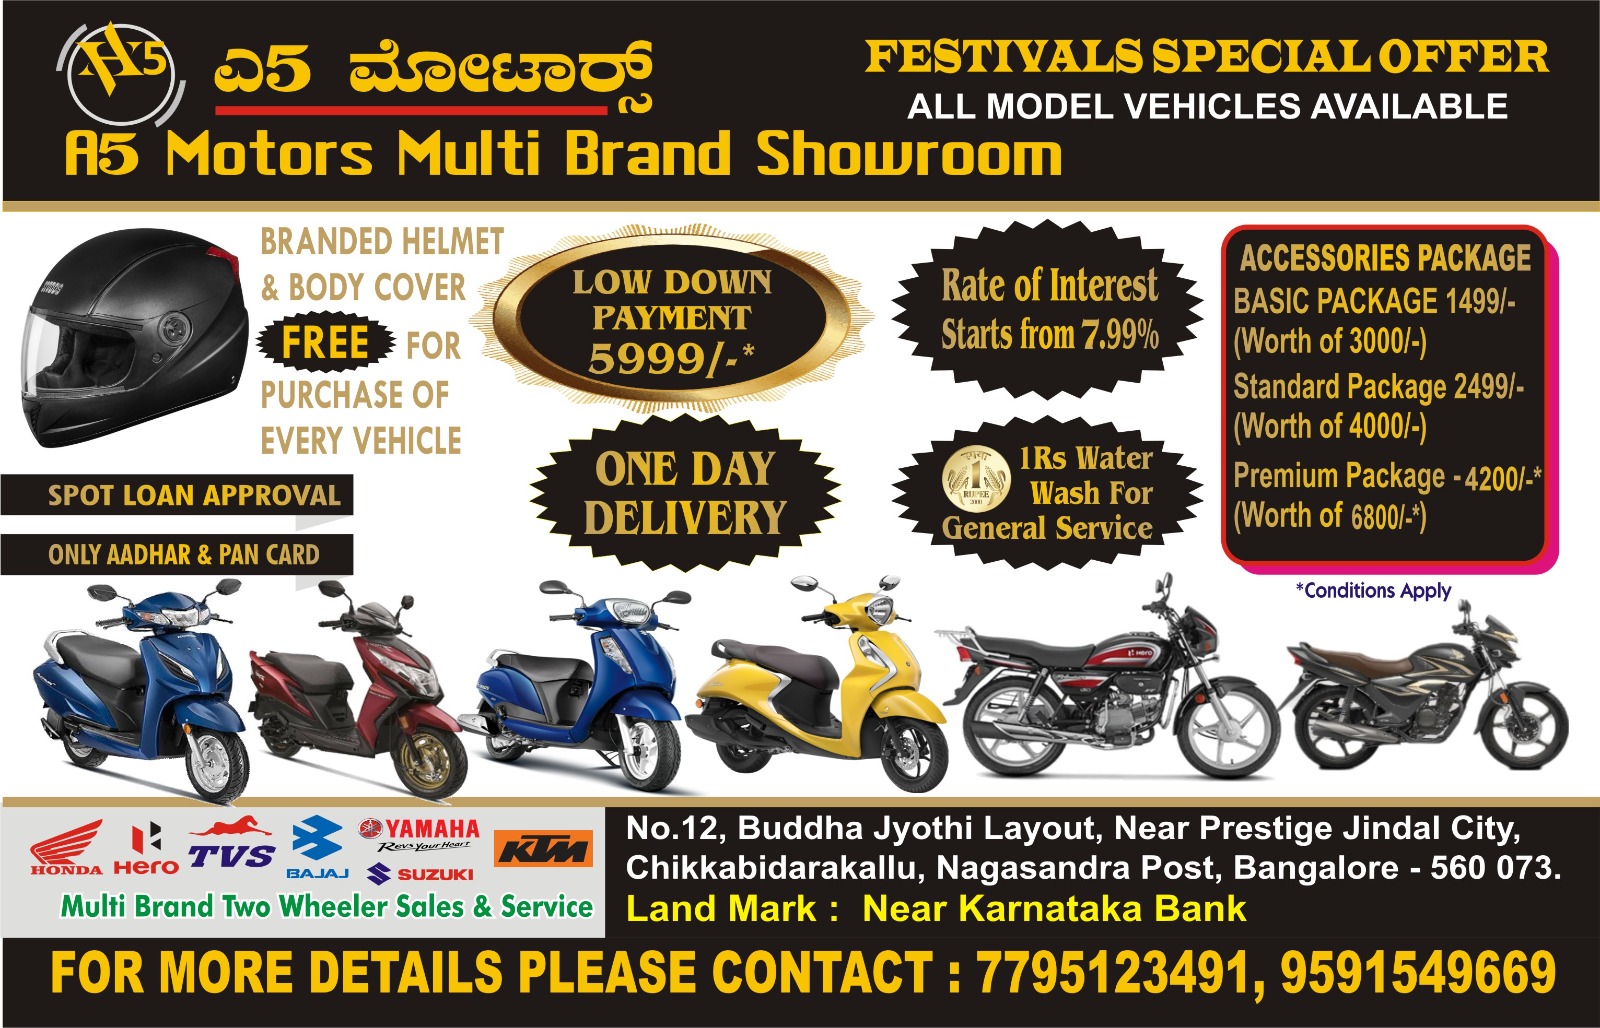 A5
ಎ5 ಮೋಟಾರ್ಸ್
A5 Motors Multi Brand Showroom
FESTIVALS SPECIAL OFFER
ALL MODEL VEHICLES AVAILABLE
BRANDED HELMET
& BODY COVER
FREE FOR
PURCHASE OF
EVERY VEHICLE
SPOT LOAN APPROVAL
ONLY AADHAR & PAN CARD
LOW DOWN
PAYMENT
5999/-*
ONE DAY
DELIVERY
Rate of Interest
Starts from 7.99%
1Rs Water
Wash For
General Service
1
RUPEE
ACCESSORIES PACKAGE
BASIC PACKAGE 1499/-
(Worth of 3000/-)
Standard Package 2499/-
(Worth of 4000/-)
Premium Package - 4200/-*
(Worth of 6800/-*)
*Conditions Apply
Hero
HONDA
Hero
TVS
BAJAJ
YAMAHA
Revs Your Heart
SUZUKI
KTM
Multi Brand Two Wheeler Sales & Service
No.12, Buddha Jyothi Layout, Near Prestige Jindal City,
Chikkabidarakallu, Nagasandra Post, Bangalore - 560 073.
Land Mark : Near Karnataka Bank
FOR MORE DETAILS PLEASE CONTACT : 7795123491, 9591549669